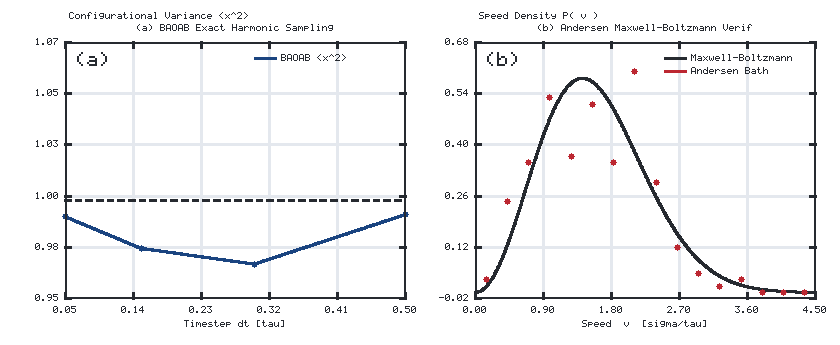 Configurational Variance <x^2>
(a) BAOAB Exact Harmonic Sampling
1.07
1.05
1.03
1.00
0.98
0.95
(a)
BAOAB <x^2>
0.05
0.14
0.23
0.32
0.41
0.50
Timestep dt [tau]
Speed Density P( v )
(b) Andersen Maxwell-Boltzmann Verif
0.68
0.54
0.40
0.26
0.12
-0.02
(b)
Maxwell-Boltzmann
Andersen Bath
0.00
0.90
1.80
2.70
3.60
4.50
Speed v [sigma/tau]